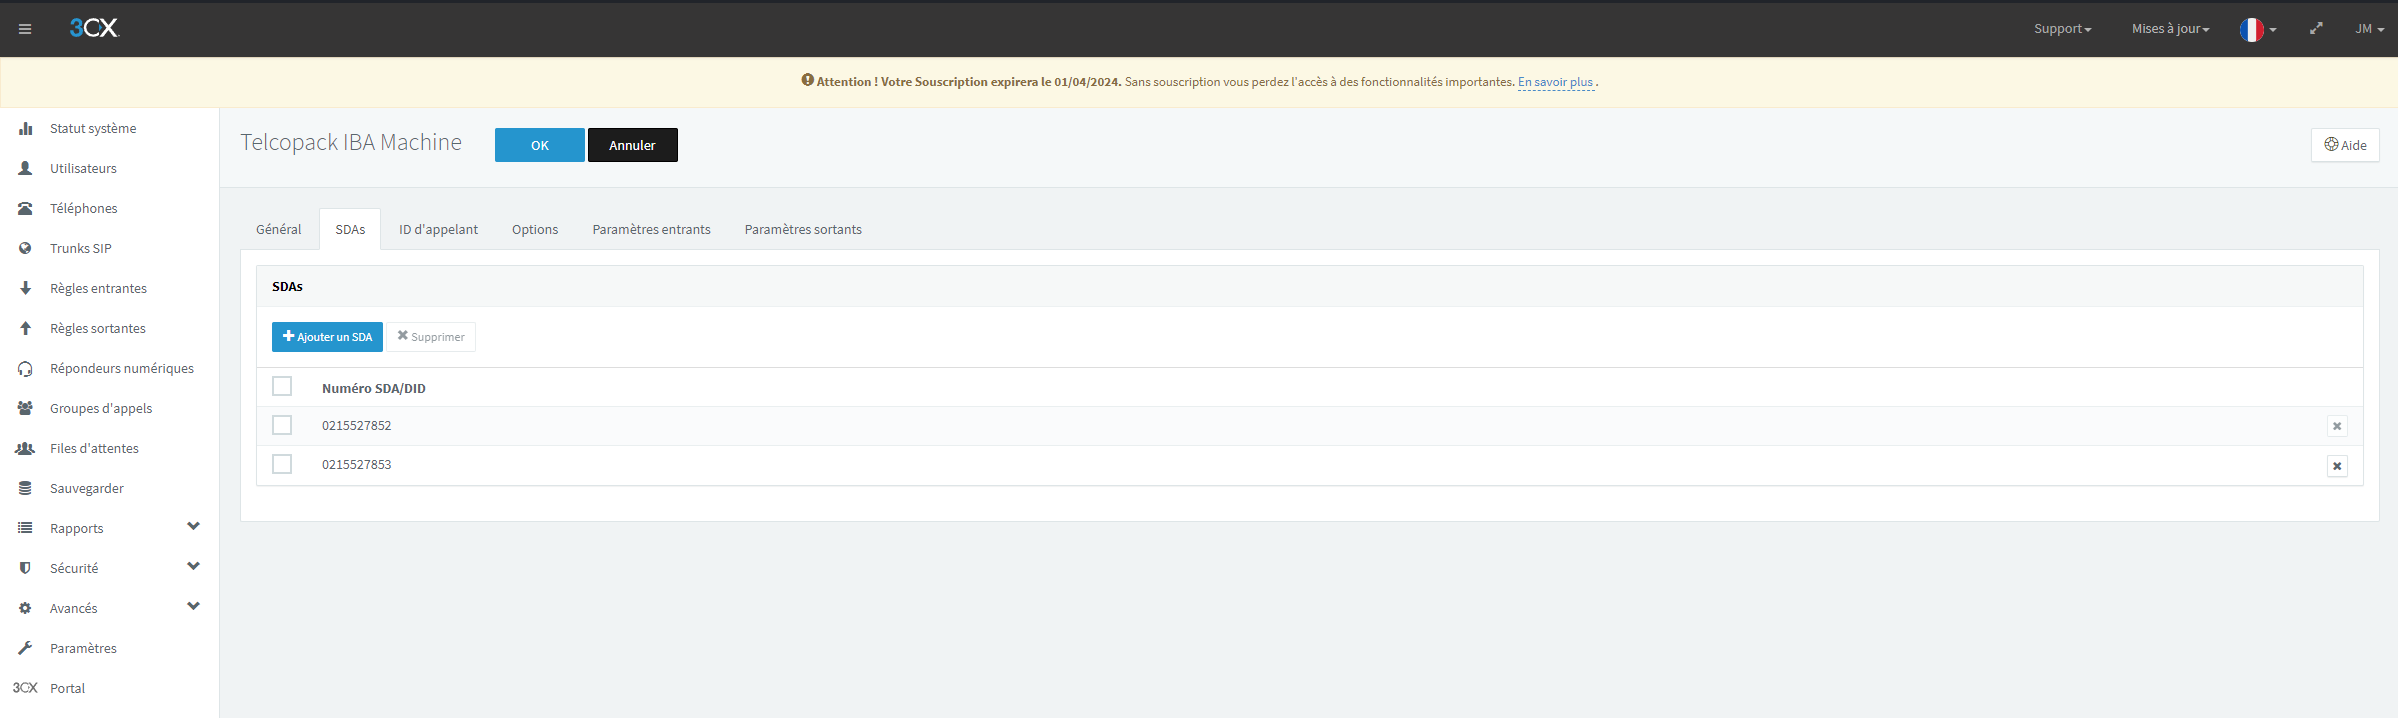 3CX
Support
Mises à jour
JM
Attention ! Votre Souscription expirera le 01/04/2024. Sans souscription vous perdez l'accès à des fonctionnalités importantes. En savoir plus .
Statut système
Utilisateurs
Téléphones
Trunks SIP
Règles entrantes
Règles sortantes
Répondeurs numériques
Groupes d'appels
Files d'attentes
Sauvegarder
Rapports
Sécurité
Avancés
Paramètres
3CX Portal
Telcopack IBA Machine
OK
Annuler
Aide
Général
SDAs
ID d'appelant
Options
Paramètres entrants
Paramètres sortants
SDAs
Ajouter un SDA
Supprimer
Numéro SDA/DID
0215527852
0215527853